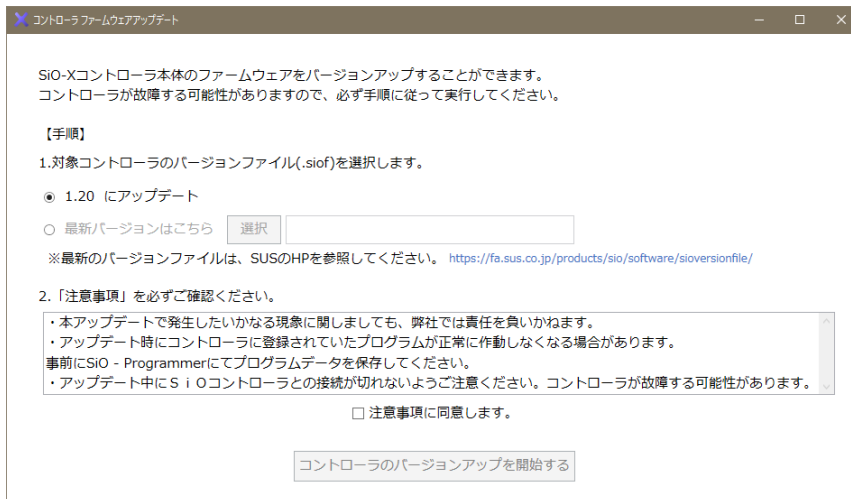 コントローラ ファームウェアアップデート
SiO-Xコントローラ本体のファームウェアをバージョンアップすることができます。
コントローラが故障する可能性がありますので、必ず手順に従って実行してください。
【手順】
1.対象コントローラのバージョンファイル(.siof)を選択します。
1.20 にアップデート
最新バージョンはこちら 選択
※最新のバージョンファイルは、SUSのHPを参照してください。 https://fa.sus.co.jp/products/sio/software/sioversionfile/
2.「注意事項」を必ずご確認ください。
・本アップデートで発生したいかなる現象に関しましても、弊社では責任を負いかねます。
・アップデート時にコントローラに登録されていたプログラムが正常に作動しなくなる場合があります。
事前にSiO - Programmerにてプログラムデータを保存してください。
・アップデート中にＳｉＯコントローラとの接続が切れないようご注意ください。コントローラが故障する可能性があります。
注意事項に同意します。
コントローラのバージョンアップを開始する